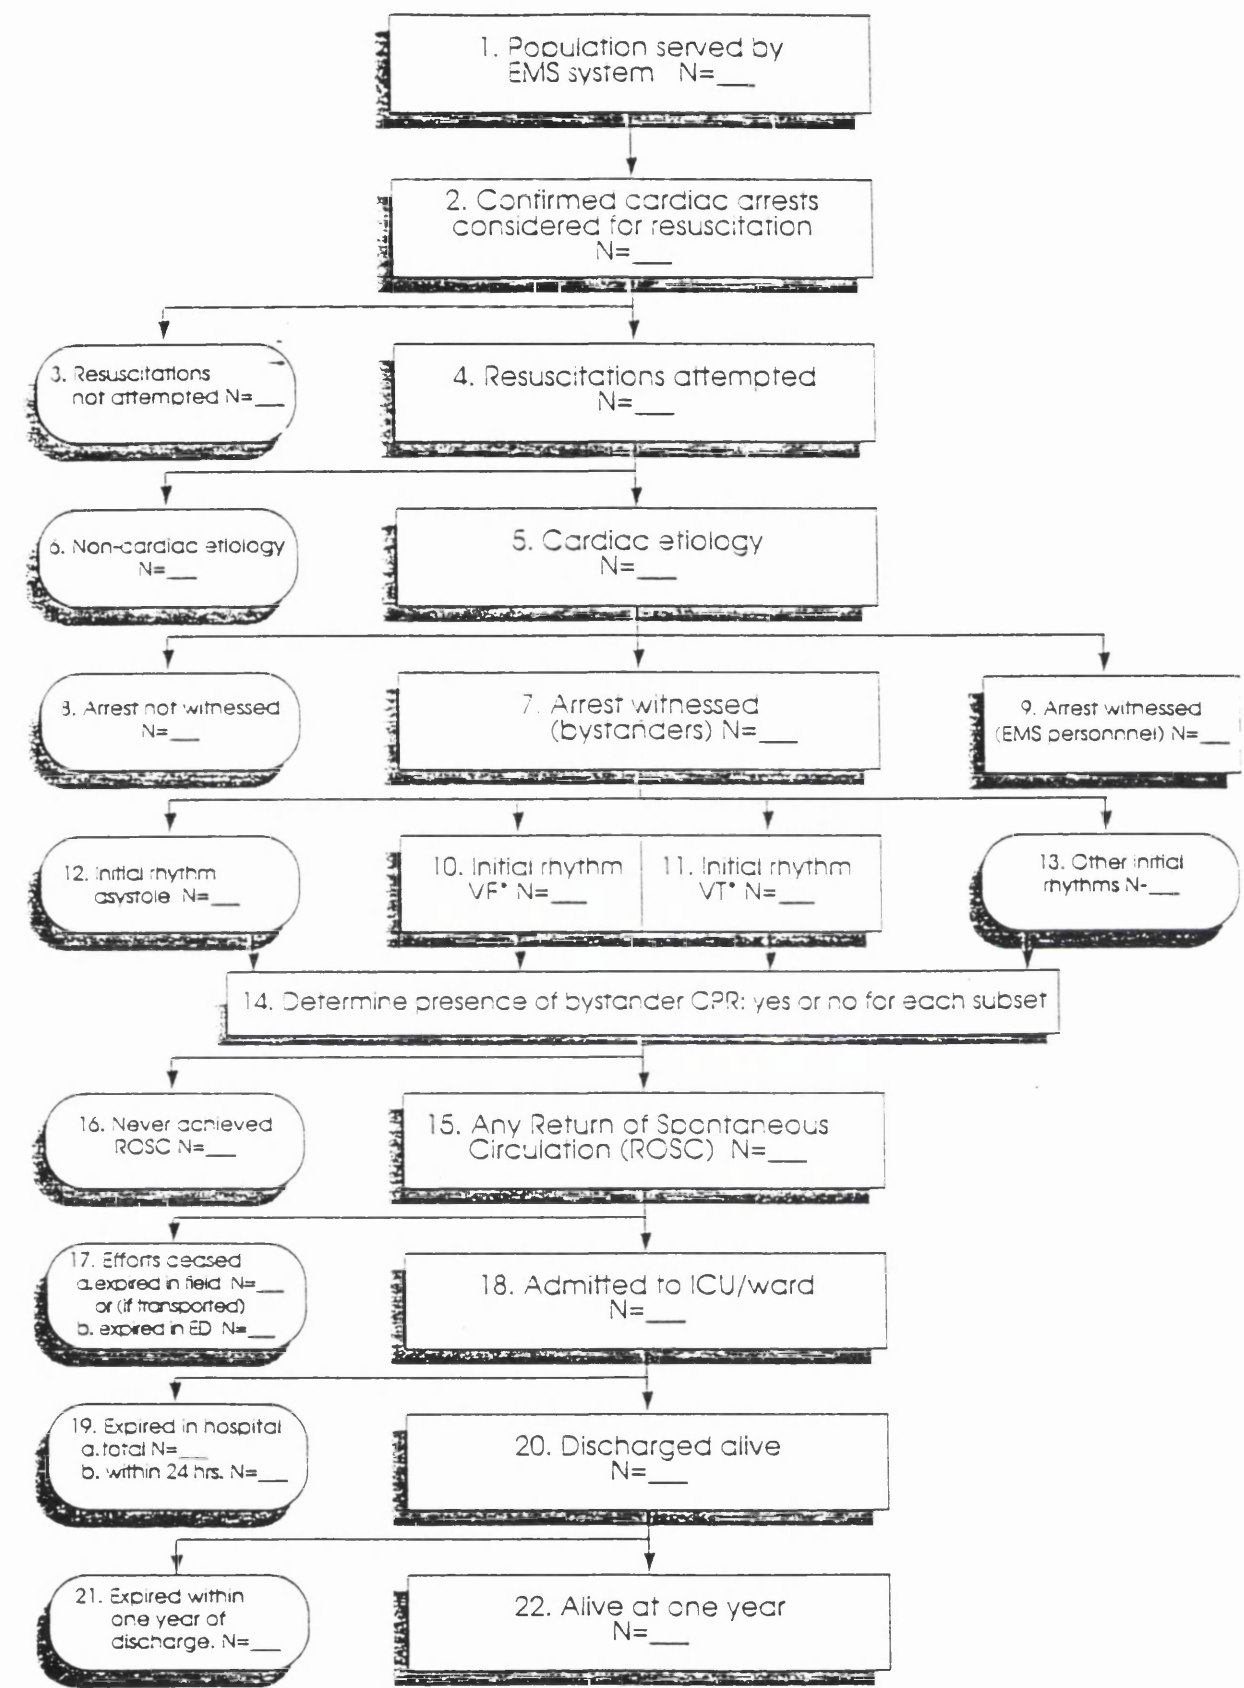 1. Population served by
EMS system N=___
2. Confirmed cardiac arrests
considered for resuscitation
N=___
3. Resuscitations
not attempted N=___
4. Resuscitations attempted
N=___
6. Non-cardiac etiology
N=___
5. Cardiac etiology
N=___
8. Arrest not witnessed
N=___
7. Arrest witnessed
(bystanders) N=___
9. Arrest witnessed
(EMS personnnel) N=___
12. Initial rhythm
asystole N=___
10. Initial rhythm
VF* N=___
11. Initial rhythm
VT* N=___
13. Other initial
rhythms N-___
14. Determine presence of bystander CPR: yes or no for each subset
16. Never achieved
ROSC N=___
15. Any Return of Spontaneous
Circulation (ROSC) N=___
17. Efforts ceased
a. expired in field N=___
or (if transported)
b. expired in ED N=___
18. Admitted to ICU/ward
N=___
19. Expired in hospital
a. total N=___
b. within 24 hrs. N=___
20. Discharged alive
N=___
21. Expired within
one year of
discharge. N=___
22. Alive at one year
N=___